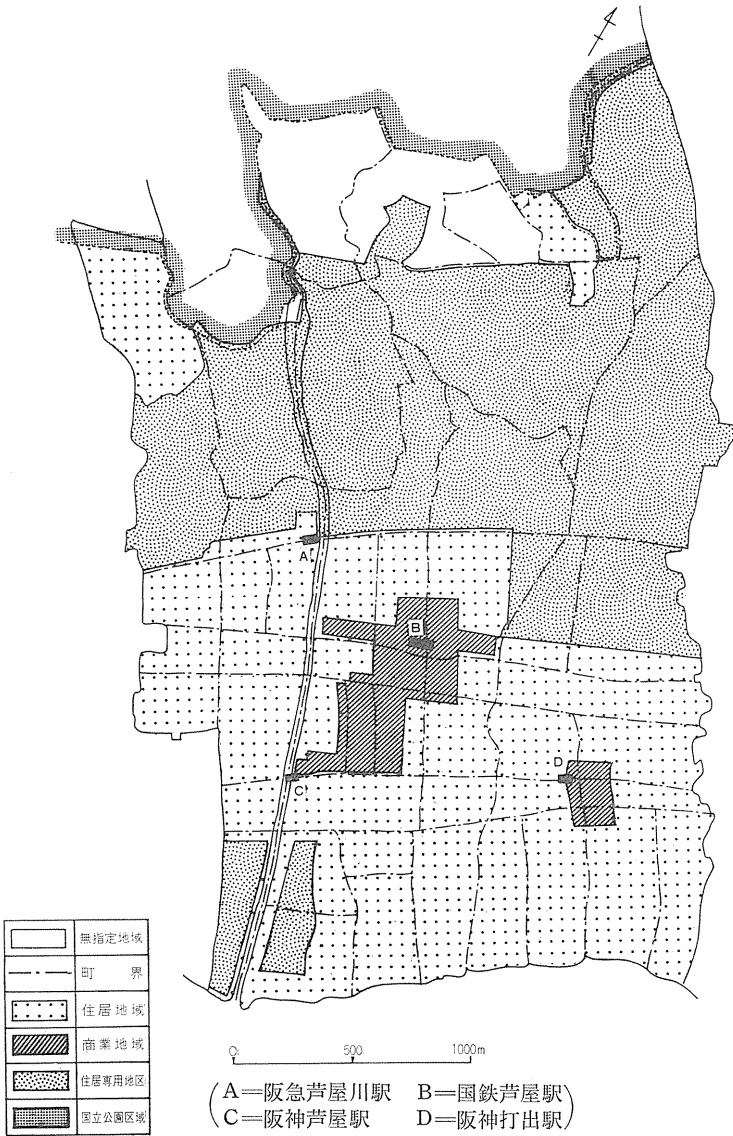 A
B
C
D
無指定地域
町界
住居地域
商業地域
住居専用地区
国立公園区域
0 500 1000m
(A=阪急芦屋川駅 B=国鉄芦屋駅
C=阪神芦屋駅 D=阪神打出駅)